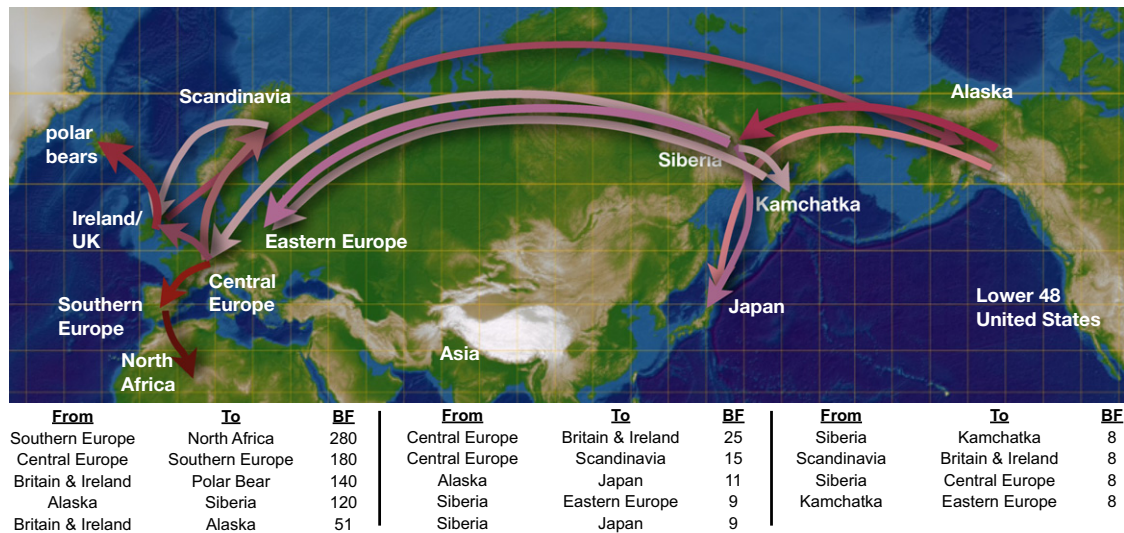 Scandinavia
Alaska
polar
bears
Siberia
Kamchatka
Ireland/
UK
Eastern Europe
Central
Europe
Southern
Europe
Japan
Lower 48
United States
North
Africa
Asia
From To BF From To BF From To BF
Southern Europe North Africa 280 Central Europe Britain & Ireland 25 Siberia Kamchatka 8
Central Europe Southern Europe 180 Central Europe Scandinavia 15 Scandinavia Britain & Ireland 8
Britain & Ireland Polar Bear 140 Alaska Japan 11 Siberia Central Europe 8
Alaska Siberia 120 Siberia Eastern Europe 9 Kamchatka Eastern Europe 8
Britain & Ireland Alaska 51 Siberia Japan 9